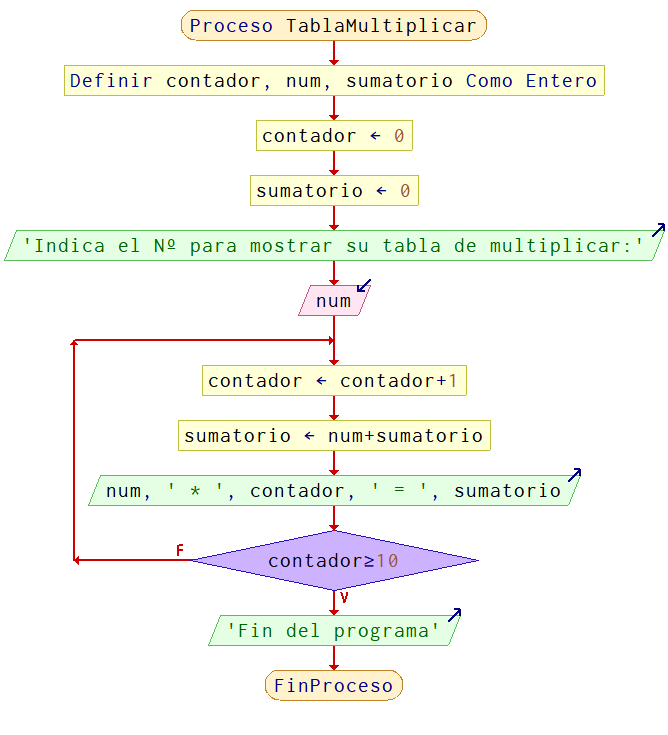 Proceso TablaMultiplicar
Definir contador, num, sumatorio Como Entero
contador ← 0
sumatorio ← 0
'Indica el Nº para mostrar su tabla de multiplicar:'
num
contador ← contador+1
sumatorio ← num+sumatorio
num, ' * ', contador, ' = ', sumatorio
F
contador≥10
V
'Fin del programa'
FinProceso